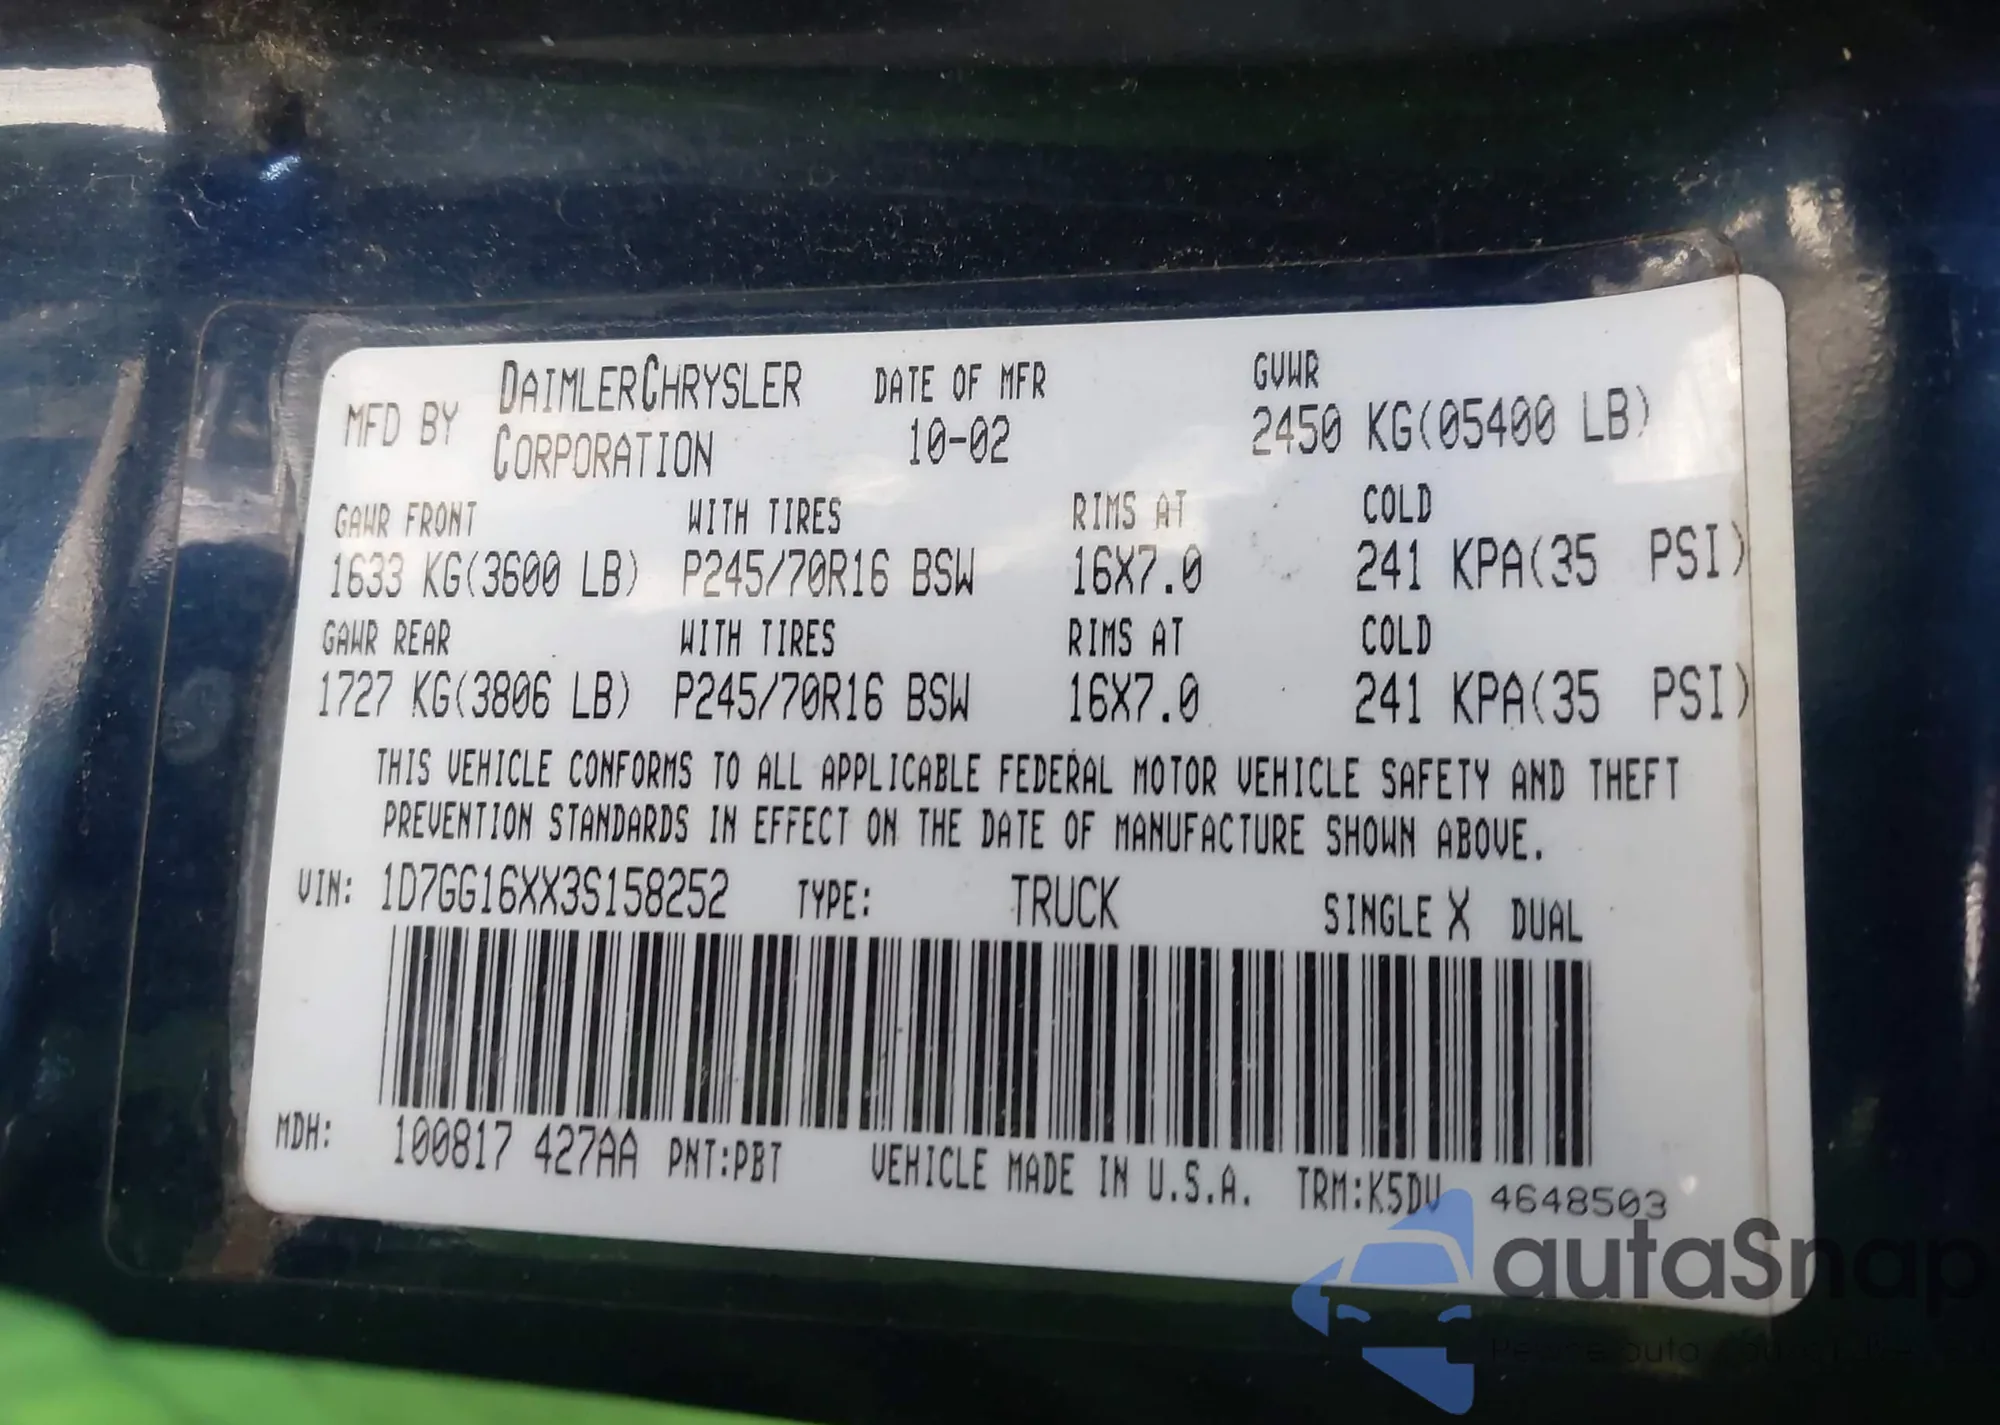 MFD BY DAIMLERCHRYSLER CORPORATION DATE OF MFR 10-02 GVWR 2450 KG(05400 LB)
GAWR FRONT WITH TIRES RIMS AT COLD
1633 KG(3600 LB) P245/70R16 BSW 16X7.0 241 KPA(35 PSI)
GAWR REAR WITH TIRES RIMS AT COLD
1727 KG(3806 LB) P245/70R16 BSW 16X7.0 241 KPA(35 PSI)
THIS VEHICLE CONFORMS TO ALL APPLICABLE FEDERAL MOTOR VEHICLE SAFETY AND THEFT
PREVENTION STANDARDS IN EFFECT ON THE DATE OF MANUFACTURE SHOWN ABOVE.
VIN: 1D7GG16XX3S158252 TYPE: TRUCK SINGLE X DUAL
MDH: 100817 427AA PNT:PBT VEHICLE MADE IN U.S.A. TRM:K5DV 4648503
autaSnap